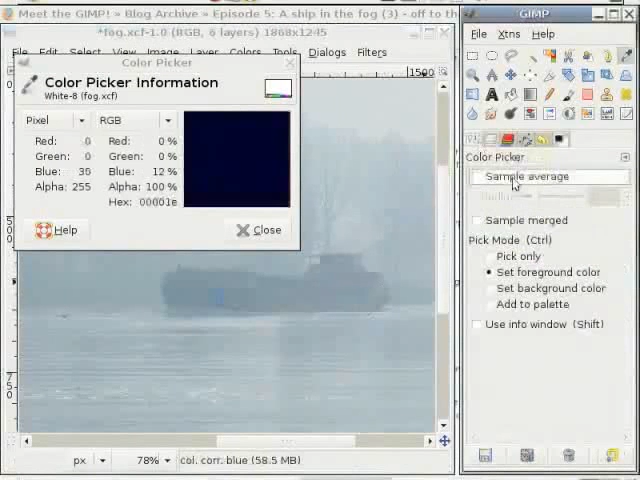 Meet the GIMP! » Blog Archive » Episode 5: A ship in the fog (3) - off to th
GIMP
*fog.xcf-1.0 (RGB, 6 layers) 1868x1245
File Edit Select View Image Layer Colors Tools Dialogs Filters
File Xtns Help
Color Picker
Color Picker Information
White-8 (fog.xcf)
1500
Pixel RGB
Red: 0 Red: 0 %
Green: 0 Green: 0 %
Blue: 30 Blue: 12 %
Alpha: 255 Alpha: 100 %
Hex: 00001e
Help Close
Color Picker
Sample average
Radius
Sample merged
Pick Mode (Ctrl)
Pick only
Set foreground color
Set background color
Add to palette
Use info window (Shift)
500
750
px 78% col. corr. blue (58.5 MB)